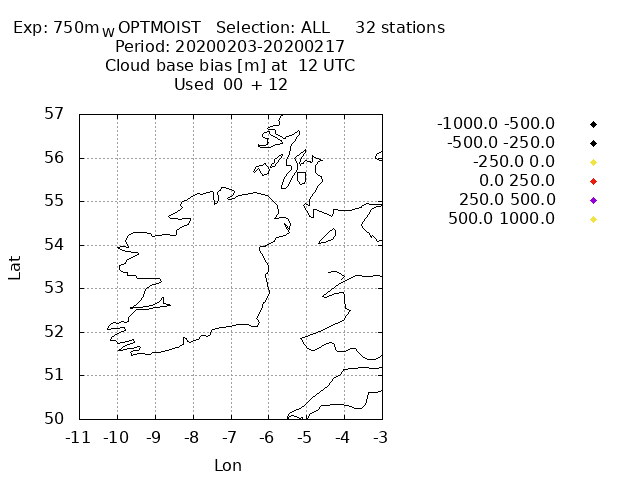 Exp: 750m_W OPTMOIST Selection: ALL 32 stations
Period: 20200203-20200217
Cloud base bias [m] at 12 UTC
Used 00 + 12
-1000.0 -500.0
-500.0 -250.0
-250.0 0.0
0.0 250.0
250.0 500.0
500.0 1000.0
57
56
55
54
53
52
51
50
Lat
-11 -10 -9 -8 -7 -6 -5 -4 -3
Lon